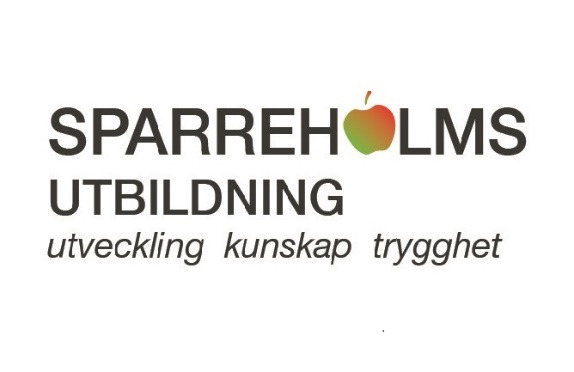 SPARREHOLMS
UTBILDNING
utveckling kunskap trygghet